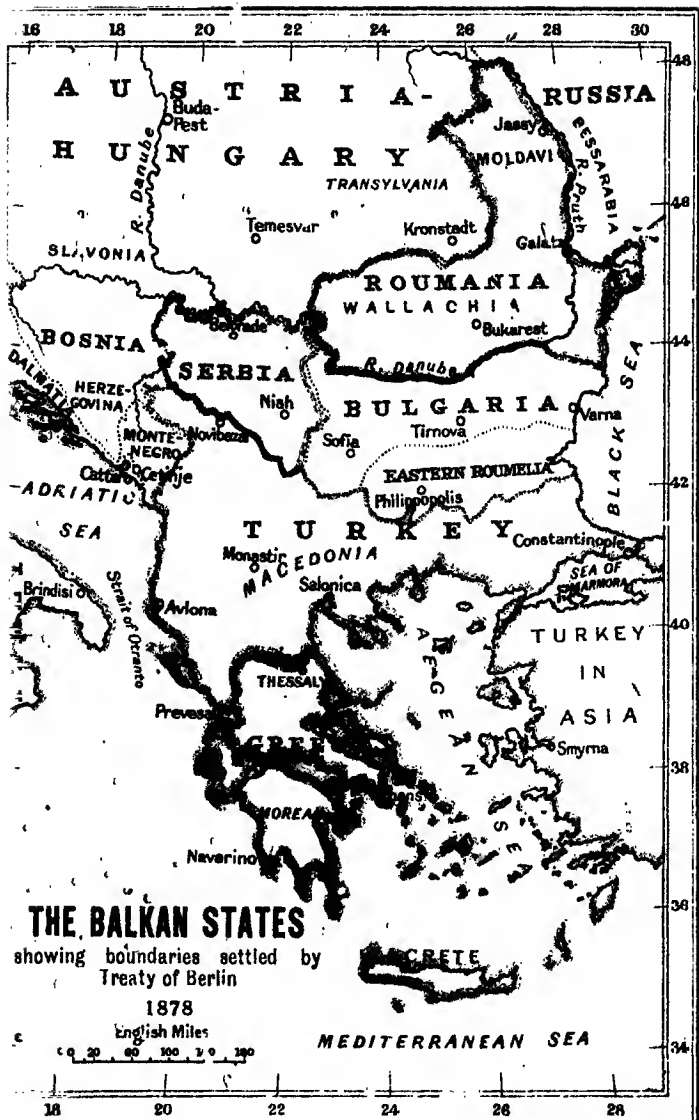 16 18 20 22 24 26 28 30
48
AUSTRIA-
HUNGARY
RUSSIA
Buda-
Pest
R. Danube
TRANSYLVANIA
Jassy
MOLDAVI
BESSARABIA
R. Pruth
48
Temesvar
Kronstadt
Galatz
SLAVONIA
ROUMANIA
WALLACHIA
Bukarest
Belgrade
BOSNIA
44
R. Danube
SERBIA
DALMATI
HERZE-
GOVINA
Nish
BULGARIA
Varna
Tirnova
MONTE-
NEGRO
Novibazar
Sofia
BLACK SEA
Cattaro
Cetinje
EASTERN ROUMELIA
42
Philippopolis
ADRIATIC
SEA
TURKEY
Constantinople
Monastir
MACEDONIA
SEA OF
MARMORA
Brindisi
Salonica
Strait of Otranto
Avlona
40
TURKEY
IN
ASIA
AEGEAN SEA
THESSALY
Prevesa
GREE
Smyrna
38
MOREA
Navarino
THE BALKAN STATES
showing boundaries settled by
Treaty of Berlin
1878
English Miles
36
CRETE
MEDITERRANEAN SEA
34
18 20 22 24 26 28